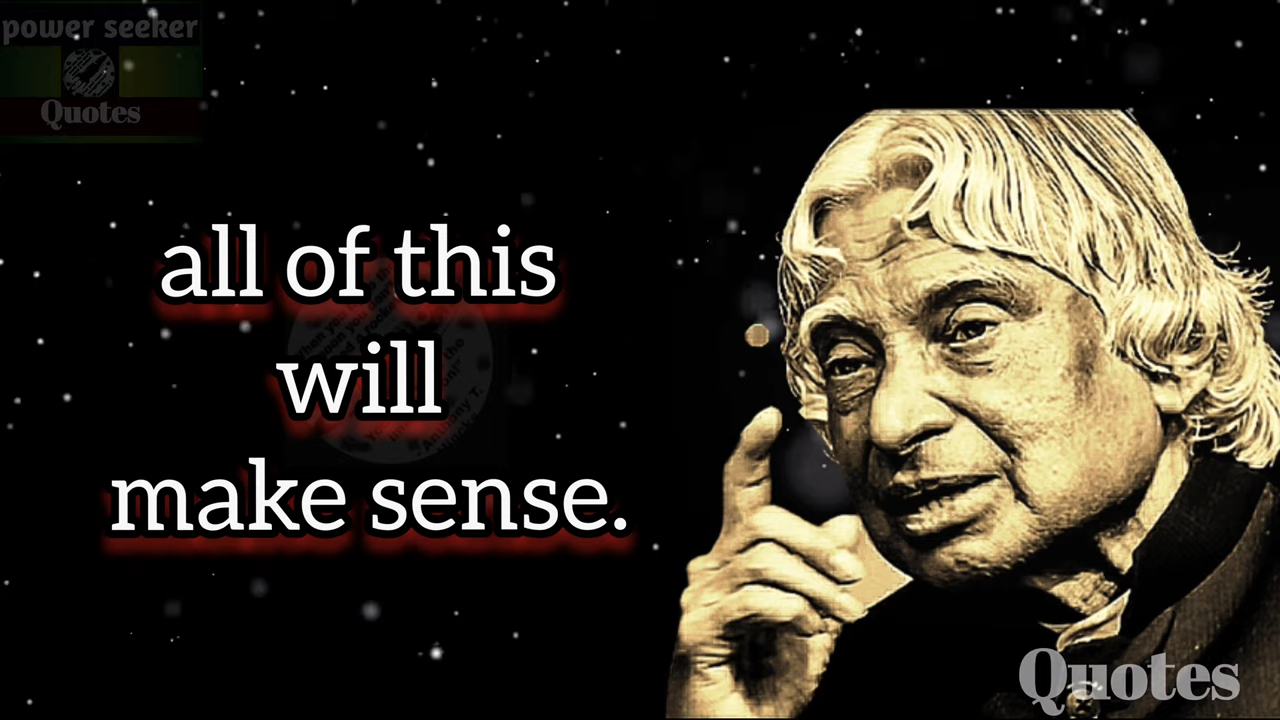 power seeker
Quotes
all of this
will
make sense.
Quotes